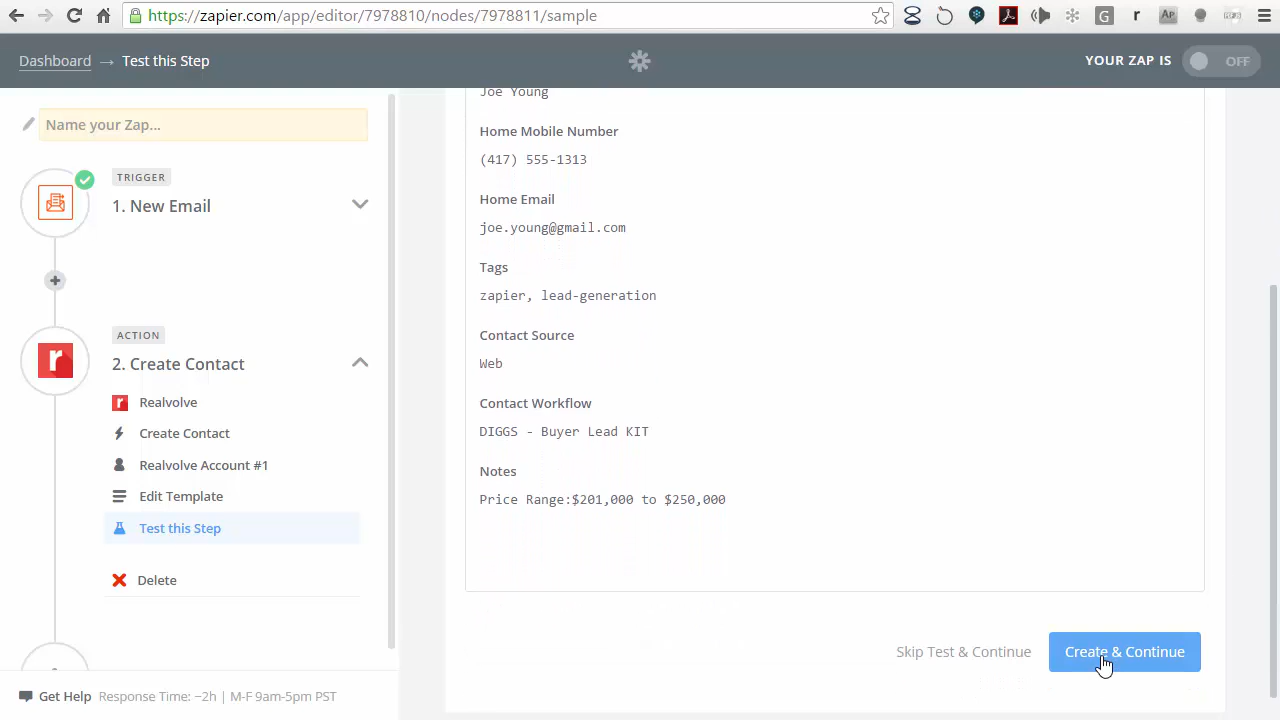 https://zapier.com/app/editor/7978810/nodes/7978811/sample
Dashboard → Test this Step
YOUR ZAP IS OFF
Name your Zap...
TRIGGER
1. New Email
ACTION
2. Create Contact
Realvolve
Create Contact
Realvolve Account #1
Edit Template
Test this Step
Delete
Get Help Response Time: ~2h | M-F 9am-5pm PST
Joe Young
Home Mobile Number
(417) 555-1313
Home Email
joe.young@gmail.com
Tags
zapier, lead-generation
Contact Source
Web
Contact Workflow
DIGGS - Buyer Lead KIT
Notes
Price Range:$201,000 to $250,000
Skip Test & Continue
Create & Continue